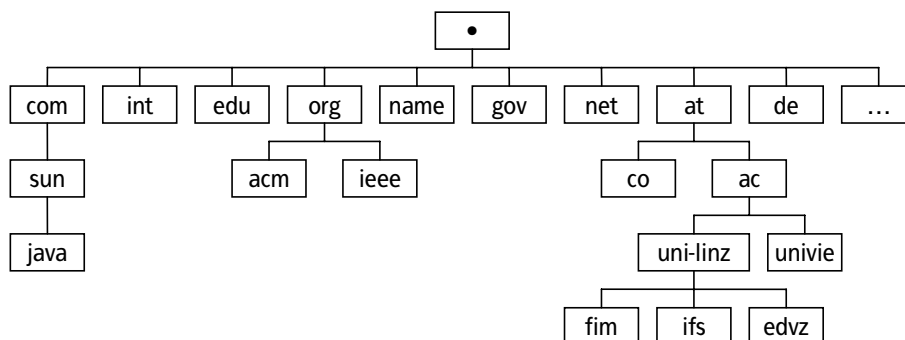 •
com int edu org name gov net at de ...
sun acm ieee co ac
java uni-linz univie
fim ifs edvz